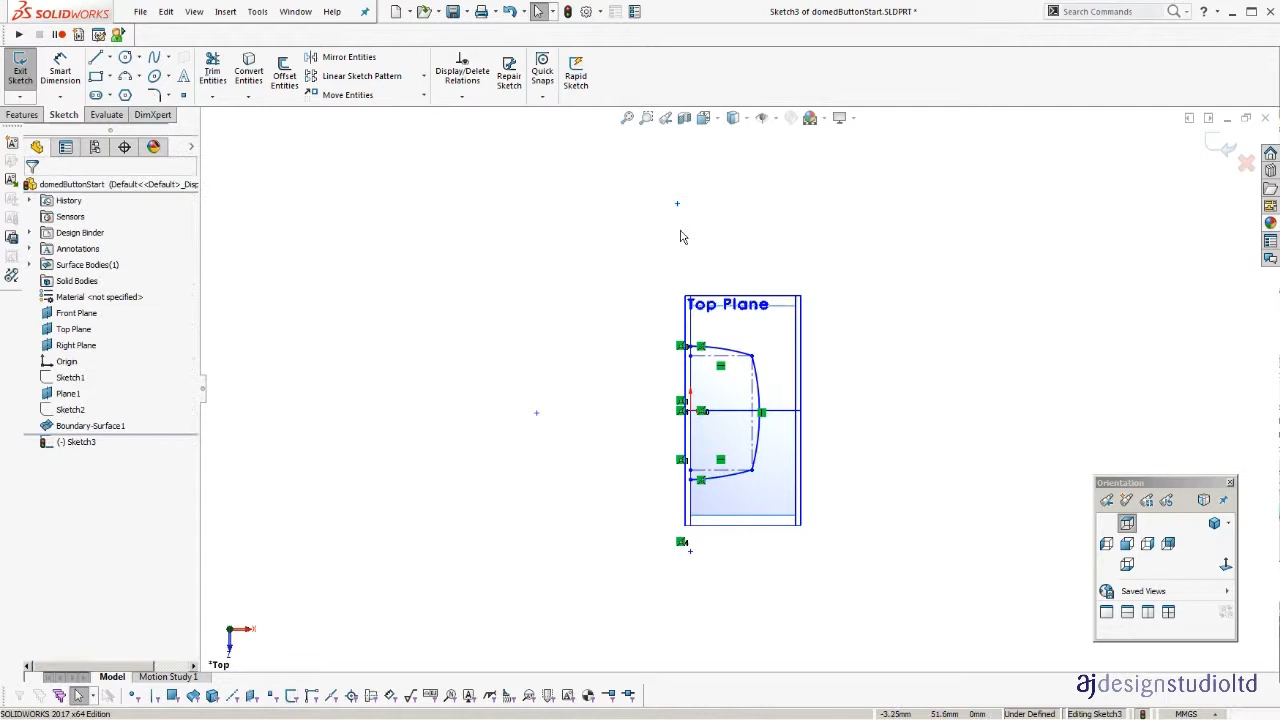 SOLIDWORKS File Edit View Insert Tools Window Help Sketch3 of domedButtonStart.SLDPRT * Search Commands ?
Exit Sketch
Smart Dimension
Trim Entities
Convert Entities
Offset Entities
Mirror Entities
Linear Sketch Pattern
Move Entities
Display/Delete Relations
Repair Sketch
Quick Snaps
Rapid Sketch
Features Sketch Evaluate DimXpert
domedButtonStart (Default<<Default>_Disp
History
Sensors
Design Binder
Annotations
Surface Bodies(1)
Solid Bodies
Material <not specified>
Front Plane
Top Plane
Right Plane
Origin
Sketch1
Plane1
Sketch2
Boundary-Surface1
(-) Sketch3
Top Plane
Orientation
Saved Views
X
Z
*Top
Model Motion Study 1
ajdesignstudioltd
SOLIDWORKS 2017 x64 Edition -3.25mm 51.6mm 0mm Under Defined Editing Sketch3 MMGS